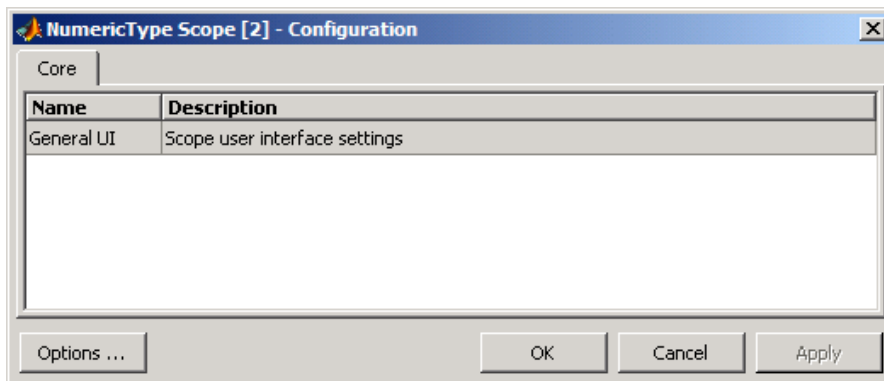 NumericType Scope [2] - Configuration
Core
Name Description
General UI Scope user interface settings
Options ... OK Cancel Apply